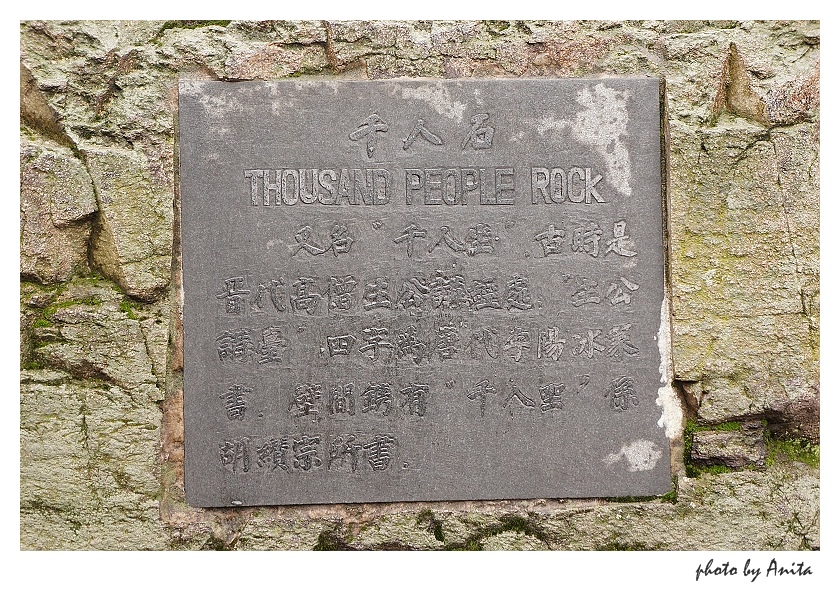 千人石
THOUSAND PEOPLE ROCK
又名"千人坐".古時是
晋代高僧生公講經處."生公
講臺"四字為唐代李陽冰篆
書.壁間鐫有"千人坐"係
胡纘宗所書.
photo by Anita